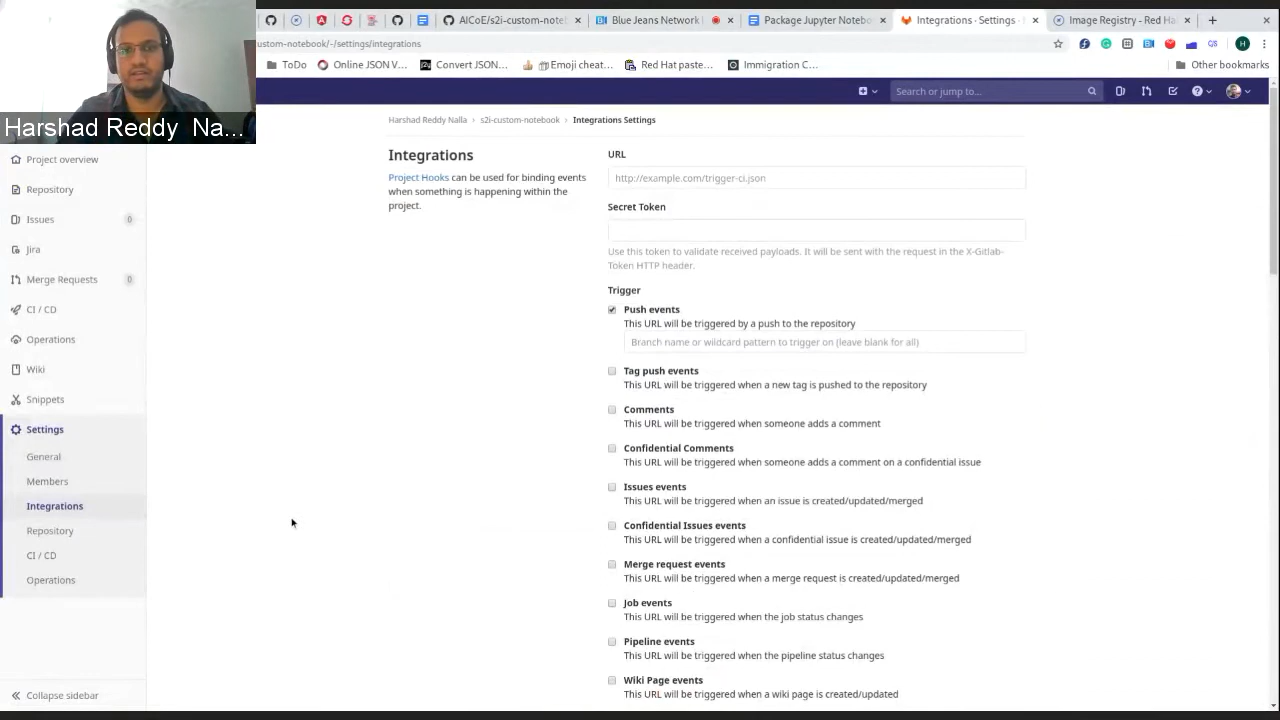 AICoE/s2i-custom-note
Blue Jeans Network
Package Jupyter Notebo
Integrations · Settings ·
Image Registry - Red Ha
ustom-notebook/-/settings/integrations
ToDo
Online JSON V...
Convert JSON...
Emoji cheat...
Red Hat paste...
Immigration C...
Other bookmarks
Harshad Reddy Na...
Search or jump to...
Harshad Reddy Nalla › s2i-custom-notebook › Integrations Settings
Project overview
Repository
Issues 0
Jira
Merge Requests 0
CI / CD
Operations
Wiki
Snippets
Settings
General
Members
Integrations
Repository
CI / CD
Operations
Collapse sidebar
Integrations
Project Hooks can be used for binding events
when something is happening within the
project.
URL
http://example.com/trigger-ci.json
Secret Token
Use this token to validate received payloads. It will be sent with the request in the X-Gitlab-
Token HTTP header.
Trigger
Push events
This URL will be triggered by a push to the repository
Branch name or wildcard pattern to trigger on (leave blank for all)
Tag push events
This URL will be triggered when a new tag is pushed to the repository
Comments
This URL will be triggered when someone adds a comment
Confidential Comments
This URL will be triggered when someone adds a comment on a confidential issue
Issues events
This URL will be triggered when an issue is created/updated/merged
Confidential Issues events
This URL will be triggered when a confidential issue is created/updated/merged
Merge request events
This URL will be triggered when a merge request is created/updated/merged
Job events
This URL will be triggered when the job status changes
Pipeline events
This URL will be triggered when the pipeline status changes
Wiki Page events
This URL will be triggered when a wiki page is created/updated